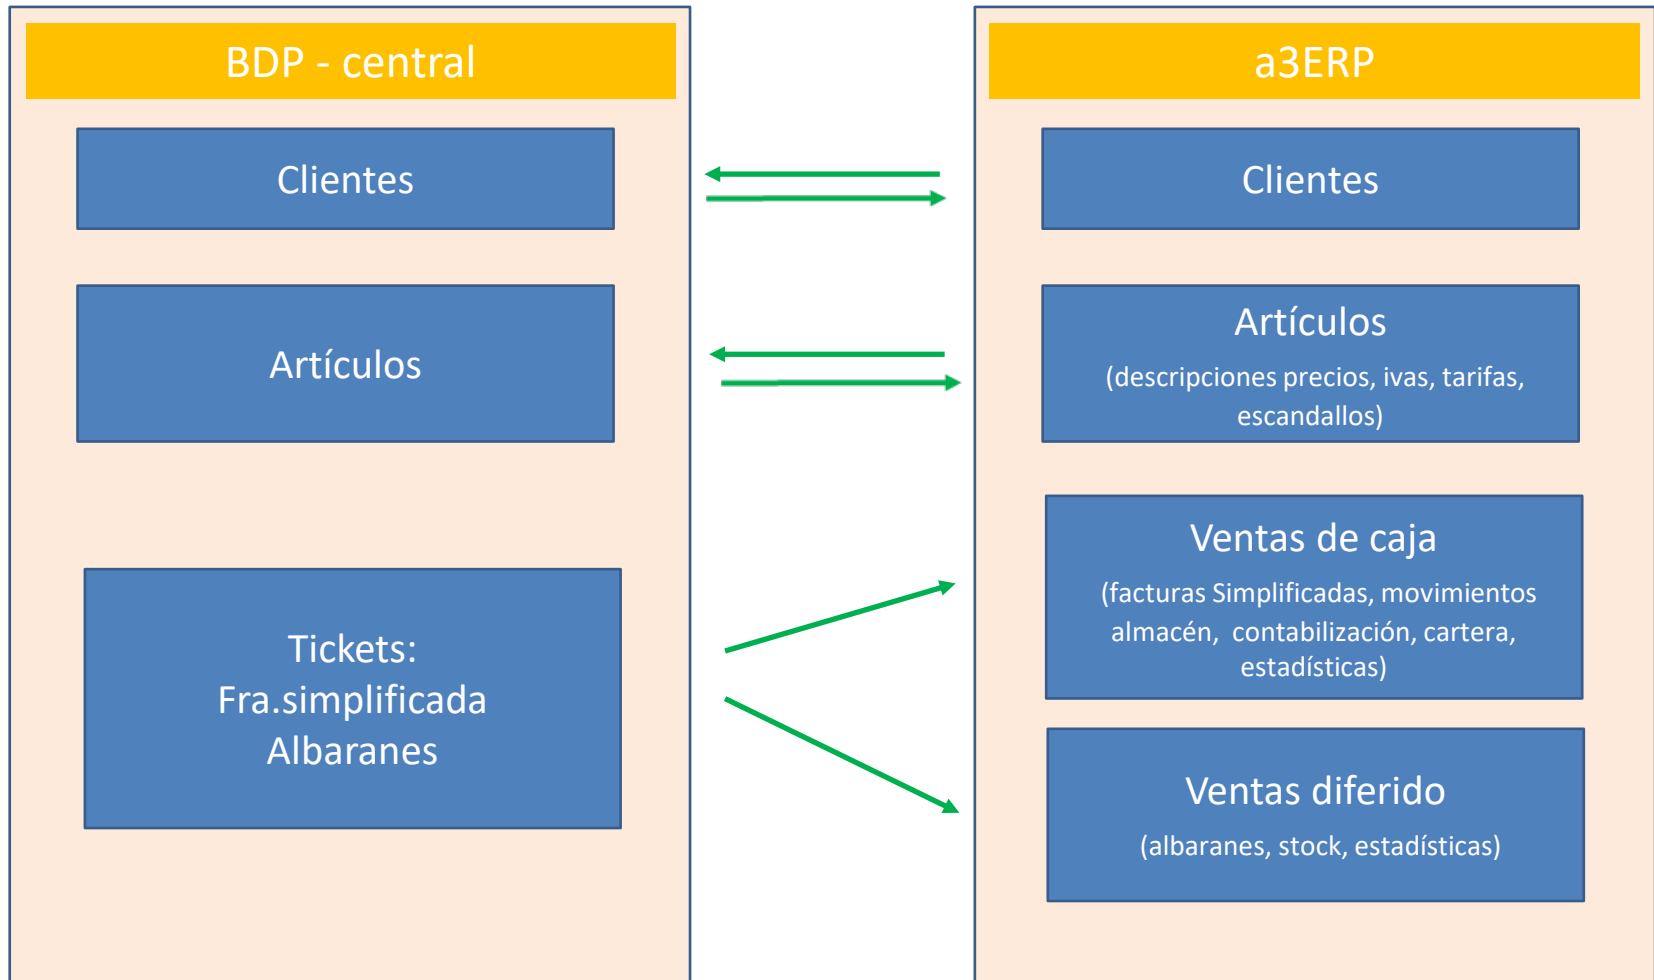 BDP - central
Clientes
Artículos
Tickets:
Fra.simplificada
Albaranes
a3ERP
Clientes
Artículos
(descripciones precios, ivas, tarifas,
escandallos)
Ventas de caja
(facturas Simplificadas, movimientos
almacén, contabilización, cartera,
estadísticas)
Ventas diferido
(albaranes, stock, estadísticas)